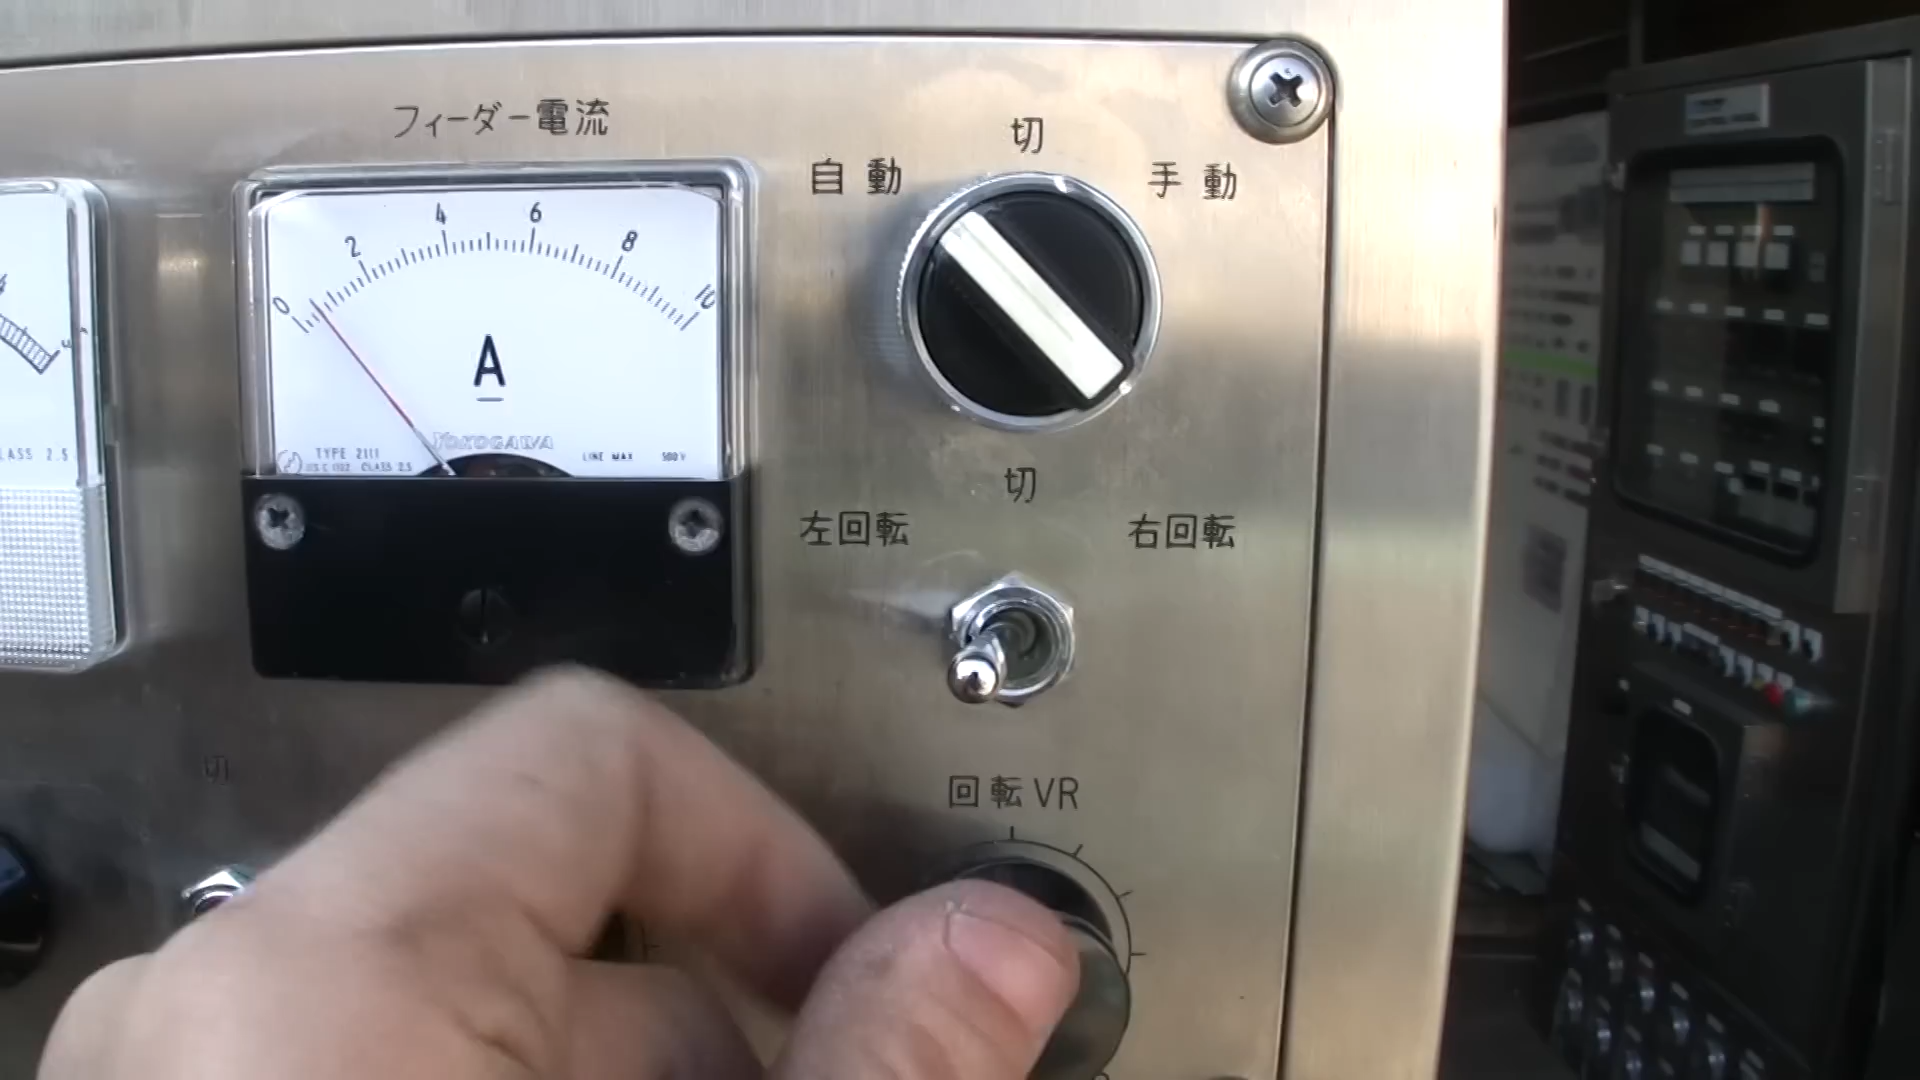 フィーダー電流
切
自動
手動
0 2 4 6 8 10
A
YOKOGAWA
TYPE 2111
CLASS 2.5
LINE MAX 500V
CLASS 2.5
切
左回転
右回転
切
回転VR